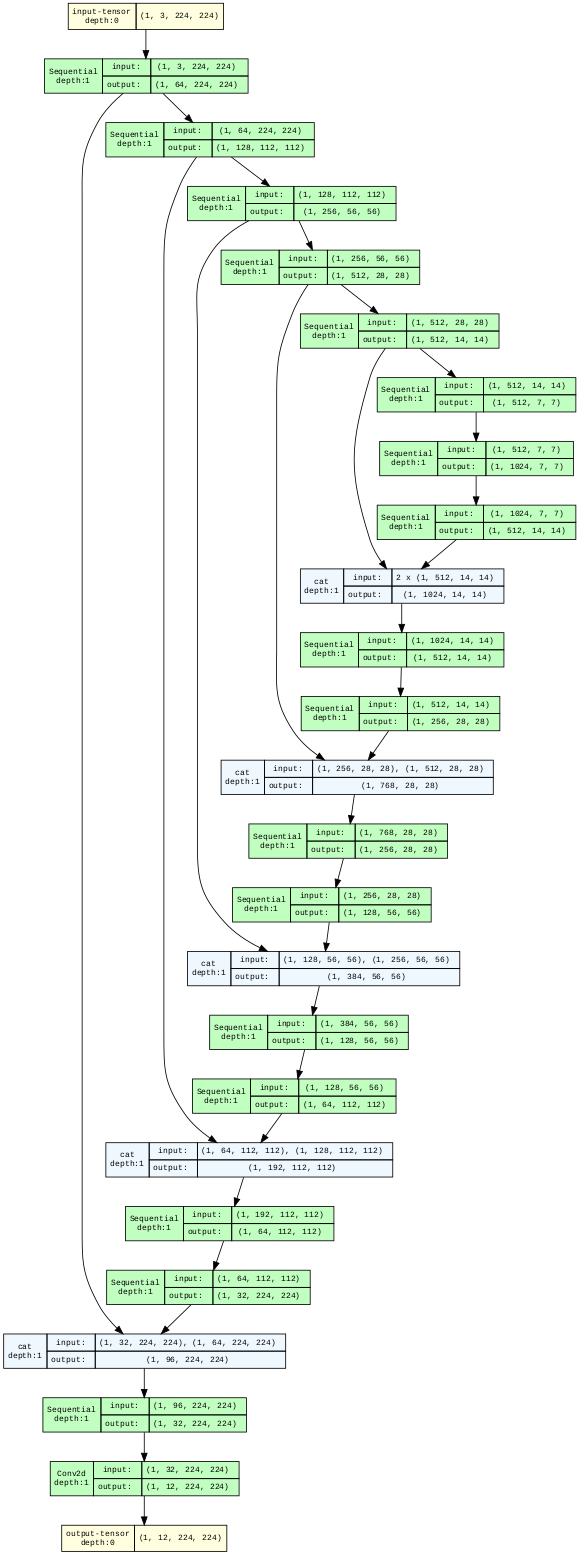 input-tensor
depth:0
(1, 3, 224, 224)
Sequential
depth:1
input: (1, 3, 224, 224)
output: (1, 64, 224, 224)
Sequential
depth:1
input: (1, 64, 224, 224)
output: (1, 128, 112, 112)
Sequential
depth:1
input: (1, 128, 112, 112)
output: (1, 256, 56, 56)
Sequential
depth:1
input: (1, 256, 56, 56)
output: (1, 512, 28, 28)
Sequential
depth:1
input: (1, 512, 28, 28)
output: (1, 512, 14, 14)
Sequential
depth:1
input: (1, 512, 14, 14)
output: (1, 512, 7, 7)
Sequential
depth:1
input: (1, 512, 7, 7)
output: (1, 1024, 7, 7)
Sequential
depth:1
input: (1, 1024, 7, 7)
output: (1, 512, 14, 14)
cat
depth:1
input: 2 x (1, 512, 14, 14)
output: (1, 1024, 14, 14)
Sequential
depth:1
input: (1, 1024, 14, 14)
output: (1, 512, 14, 14)
Sequential
depth:1
input: (1, 512, 14, 14)
output: (1, 256, 28, 28)
cat
depth:1
input: (1, 256, 28, 28), (1, 512, 28, 28)
output: (1, 768, 28, 28)
Sequential
depth:1
input: (1, 768, 28, 28)
output: (1, 256, 28, 28)
Sequential
depth:1
input: (1, 256, 28, 28)
output: (1, 128, 56, 56)
cat
depth:1
input: (1, 128, 56, 56), (1, 256, 56, 56)
output: (1, 384, 56, 56)
Sequential
depth:1
input: (1, 384, 56, 56)
output: (1, 128, 56, 56)
Sequential
depth:1
input: (1, 128, 56, 56)
output: (1, 64, 112, 112)
cat
depth:1
input: (1, 64, 112, 112), (1, 128, 112, 112)
output: (1, 192, 112, 112)
Sequential
depth:1
input: (1, 192, 112, 112)
output: (1, 64, 112, 112)
Sequential
depth:1
input: (1, 64, 112, 112)
output: (1, 32, 224, 224)
cat
depth:1
input: (1, 32, 224, 224), (1, 64, 224, 224)
output: (1, 96, 224, 224)
Sequential
depth:1
input: (1, 96, 224, 224)
output: (1, 32, 224, 224)
Conv2d
depth:1
input: (1, 32, 224, 224)
output: (1, 12, 224, 224)
output-tensor
depth:0
(1, 12, 224, 224)